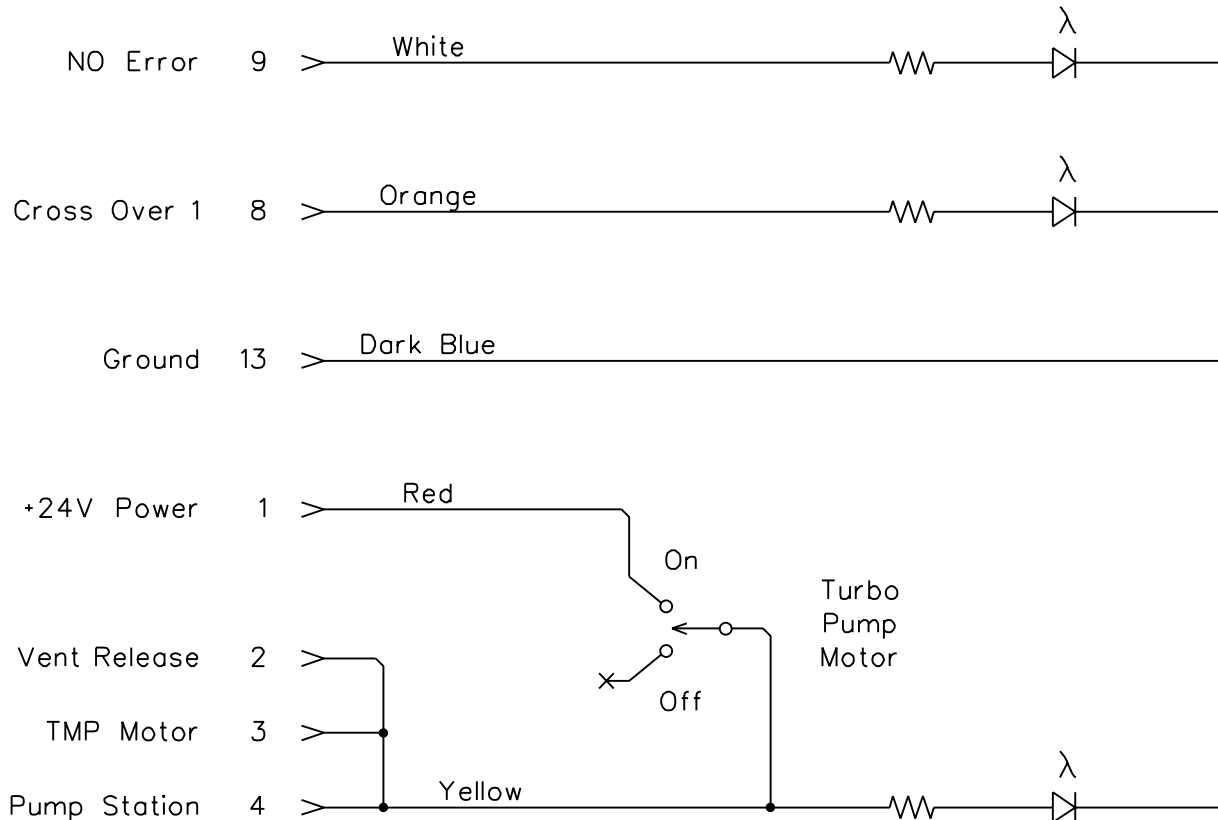 λ
NO Error 9 White
λ
Cross Over 1 8 Orange
Ground 13 Dark Blue
+24V Power 1 Red
On
Turbo
Pump
Motor
Vent Release 2
Off
TMP Motor 3
λ
Pump Station 4 Yellow